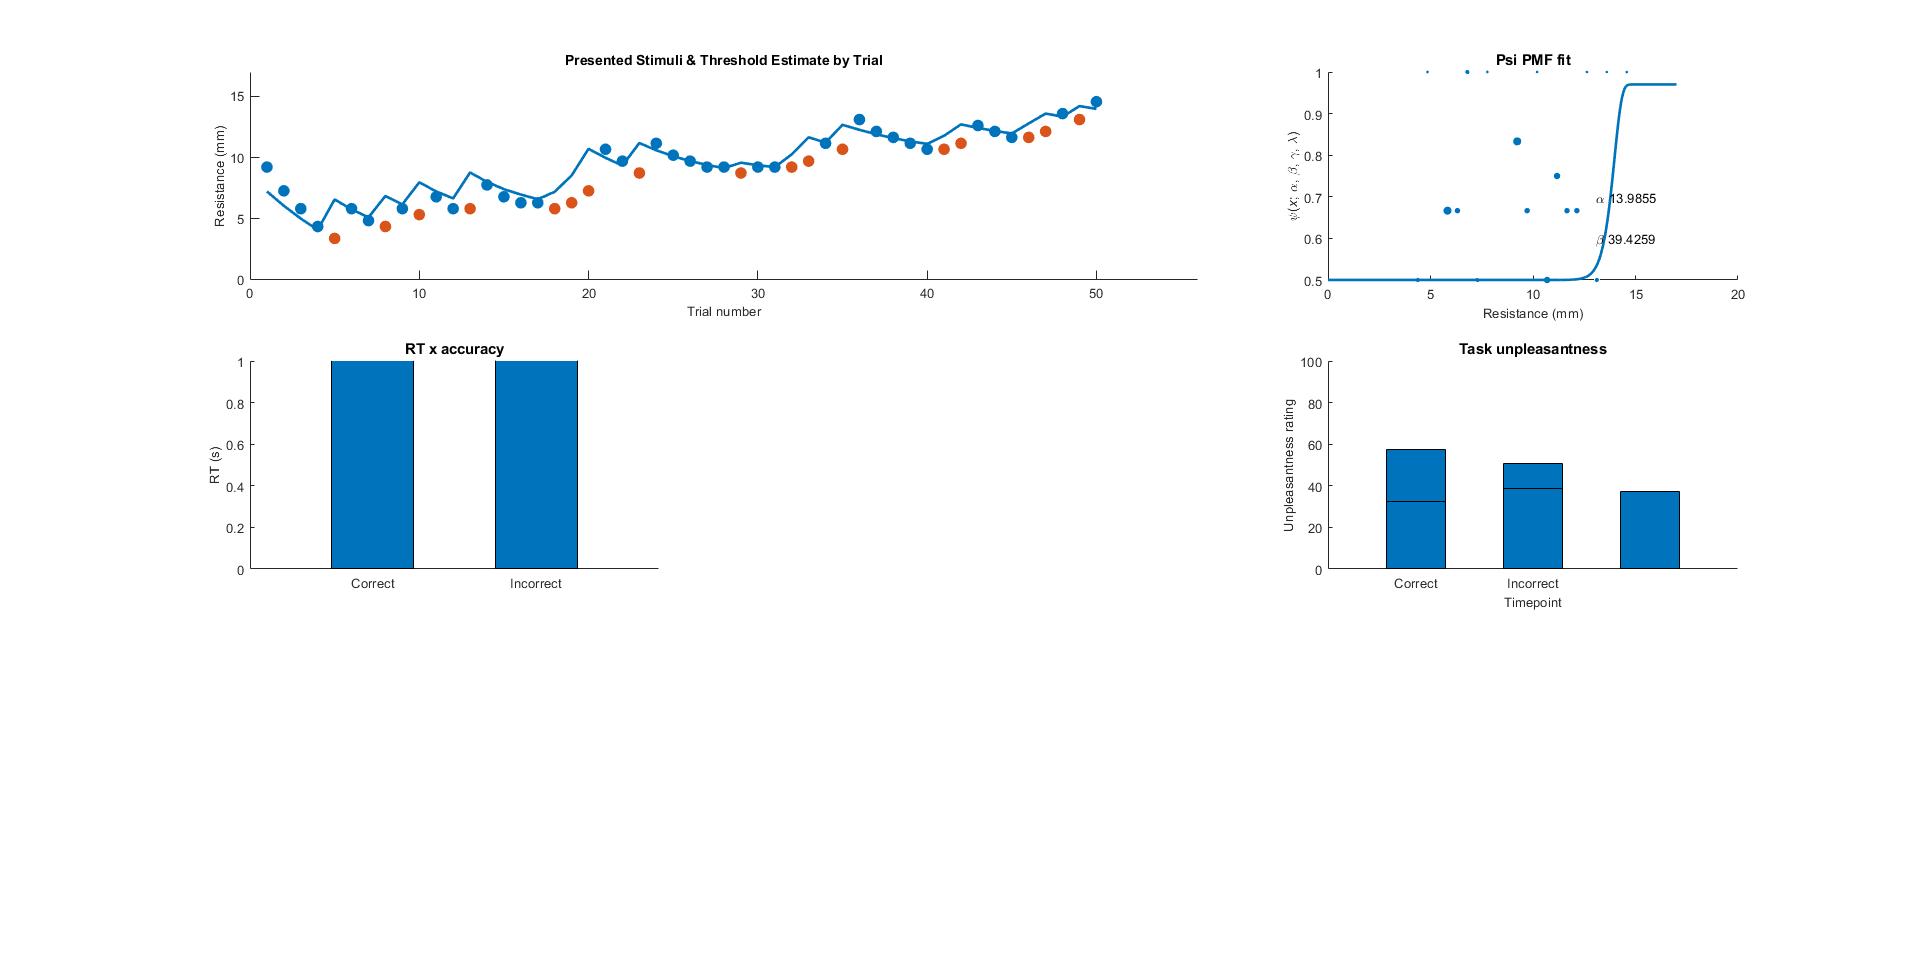 Presented Stimuli & Threshold Estimate by Trial
15
10
5
0
Resistance (mm)
0 10 20 30 40 50
Trial number
Psi PMF fit
1
0.9
0.8
0.7
0.6
0.5
ψ(x; α, β, γ, λ)
α 13.9855
β 39.4259
0 5 10 15 20
Resistance (mm)
RT x accuracy
1
0.8
0.6
0.4
0.2
0
RT (s)
Correct Incorrect
Task unpleasantness
100
80
60
40
20
0
Unpleasantness rating
Correct Incorrect
Timepoint